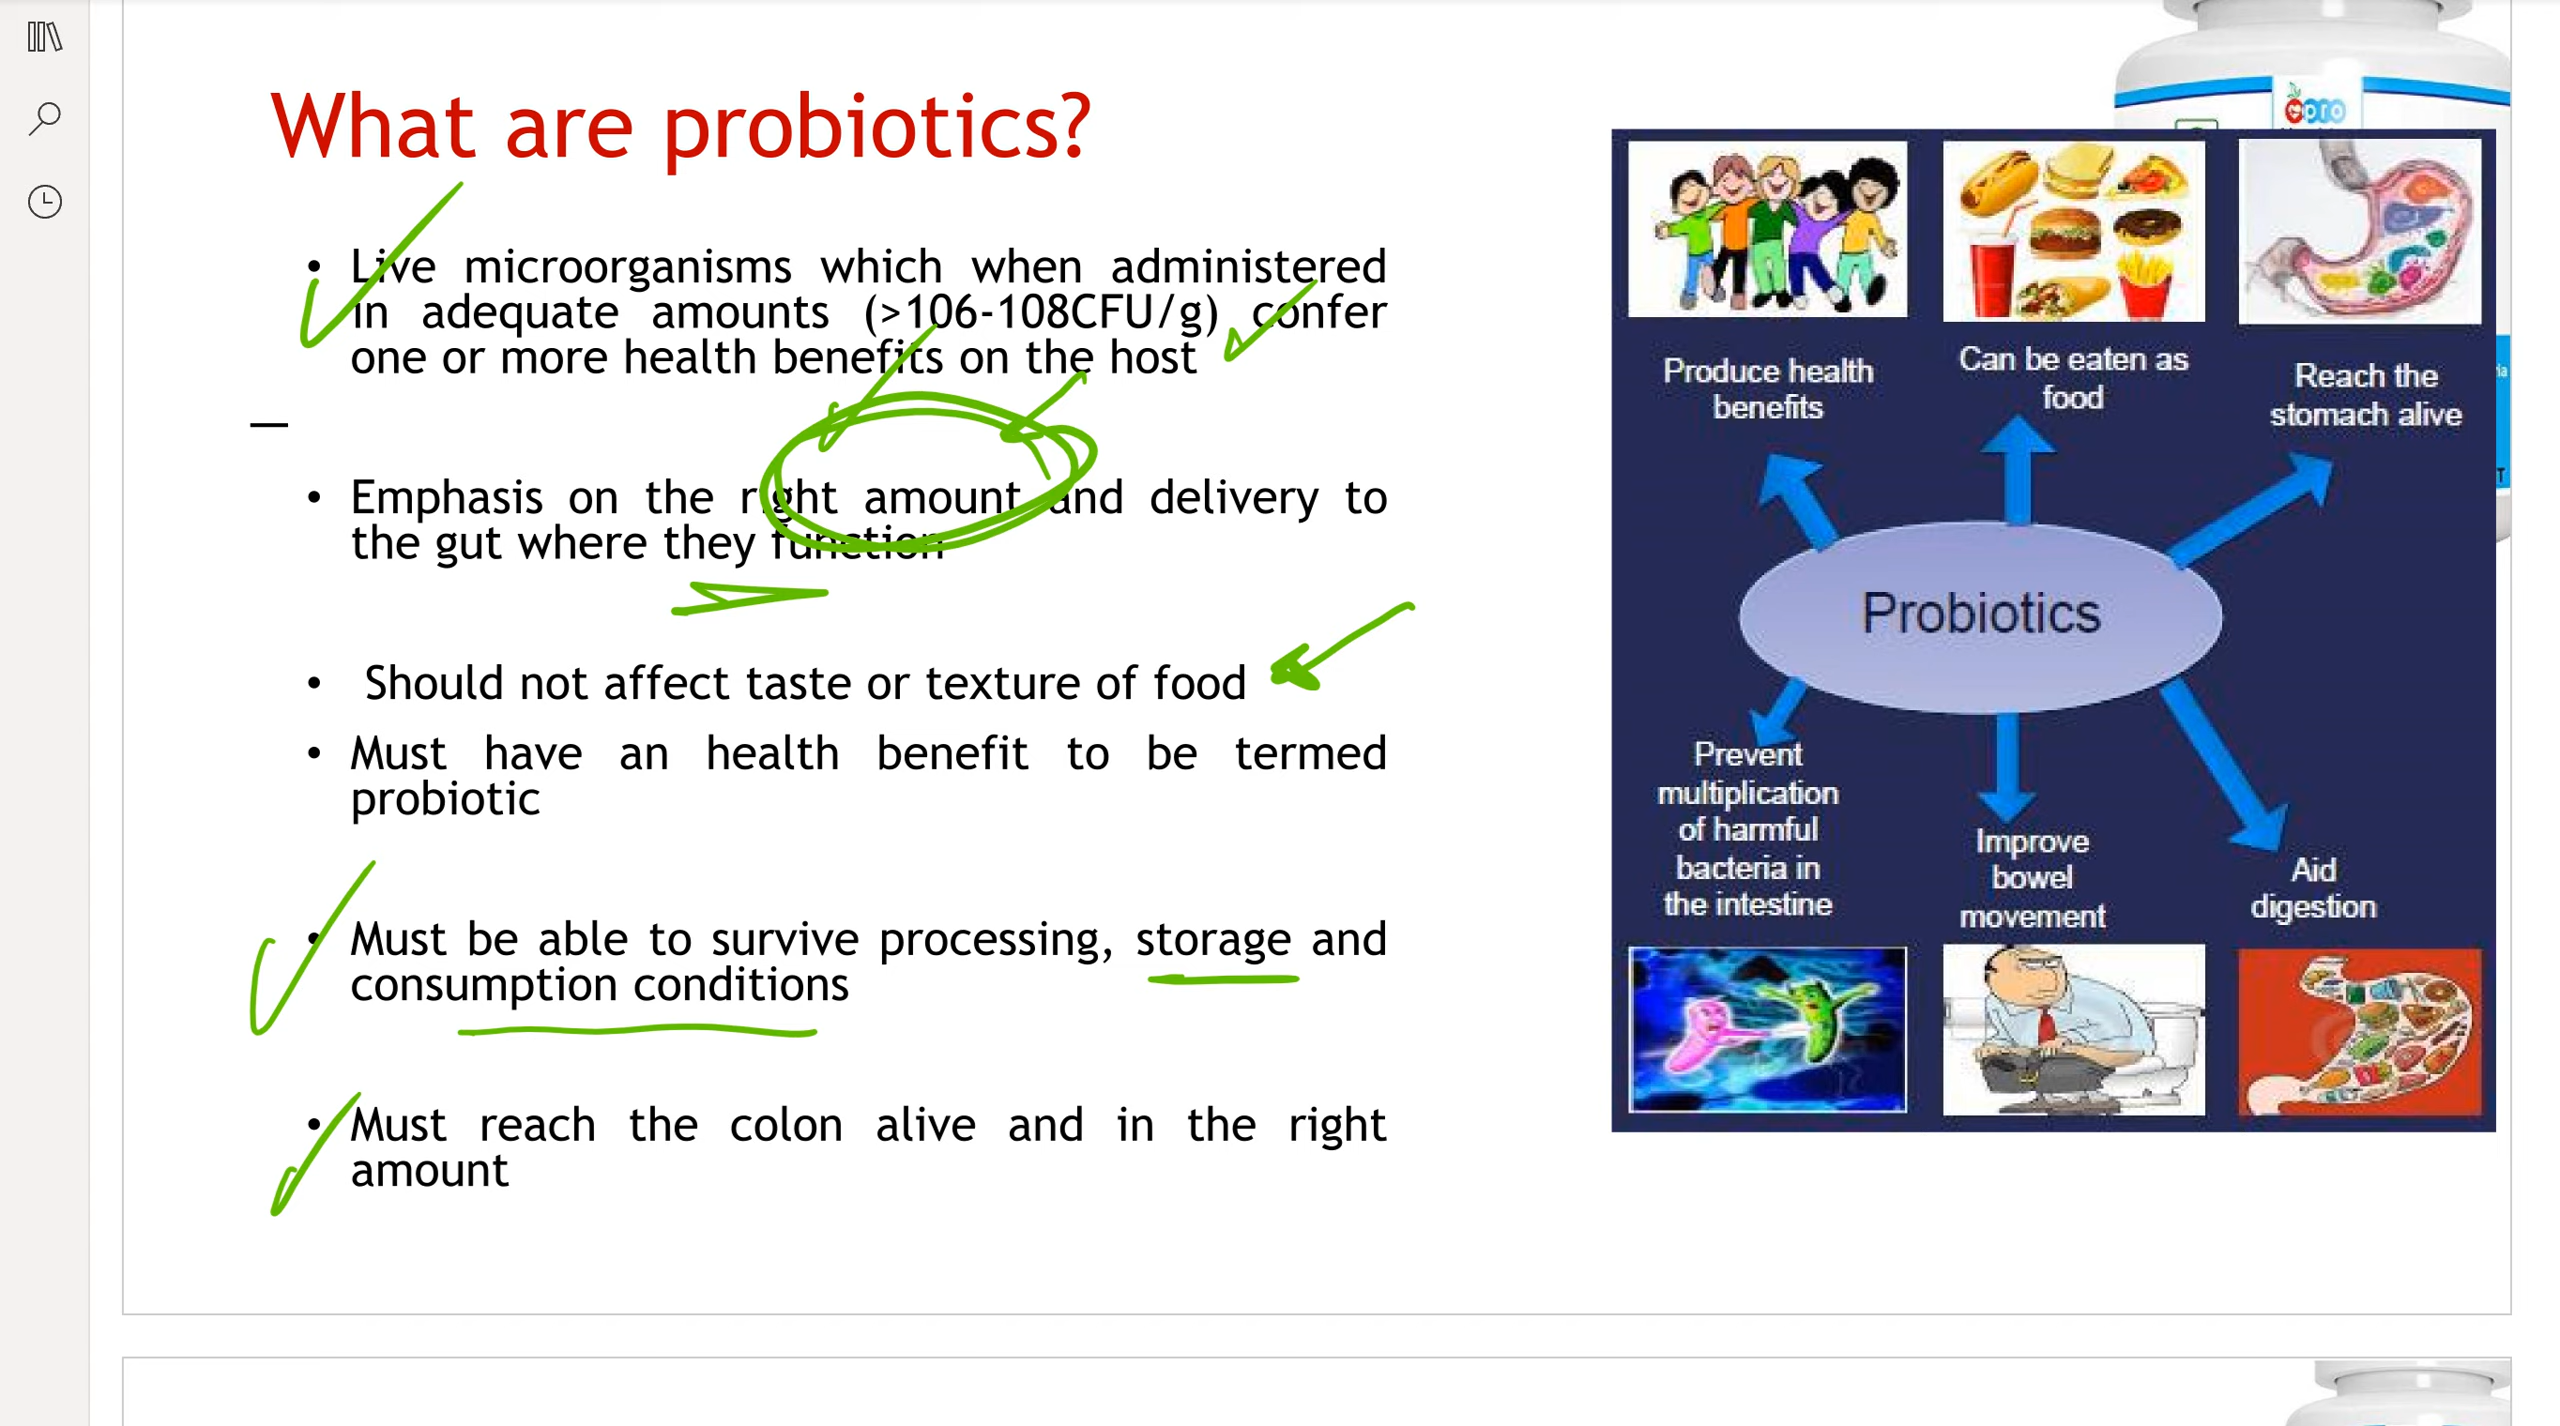 What are probiotics?
• Live microorganisms which when administered
in adequate amounts (>106-108CFU/g) confer
one or more health benefits on the host
• Emphasis on the right amount and delivery to
the gut where they function
• Should not affect taste or texture of food
• Must have an health benefit to be termed
probiotic
• Must be able to survive processing, storage and
consumption conditions
• Must reach the colon alive and in the right
amount
epro
Produce health
benefits
Can be eaten as
food
Reach the
stomach alive
Probiotics
Prevent
multiplication
of harmful
bacteria in
the intestine
Improve
bowel
movement
Aid
digestion